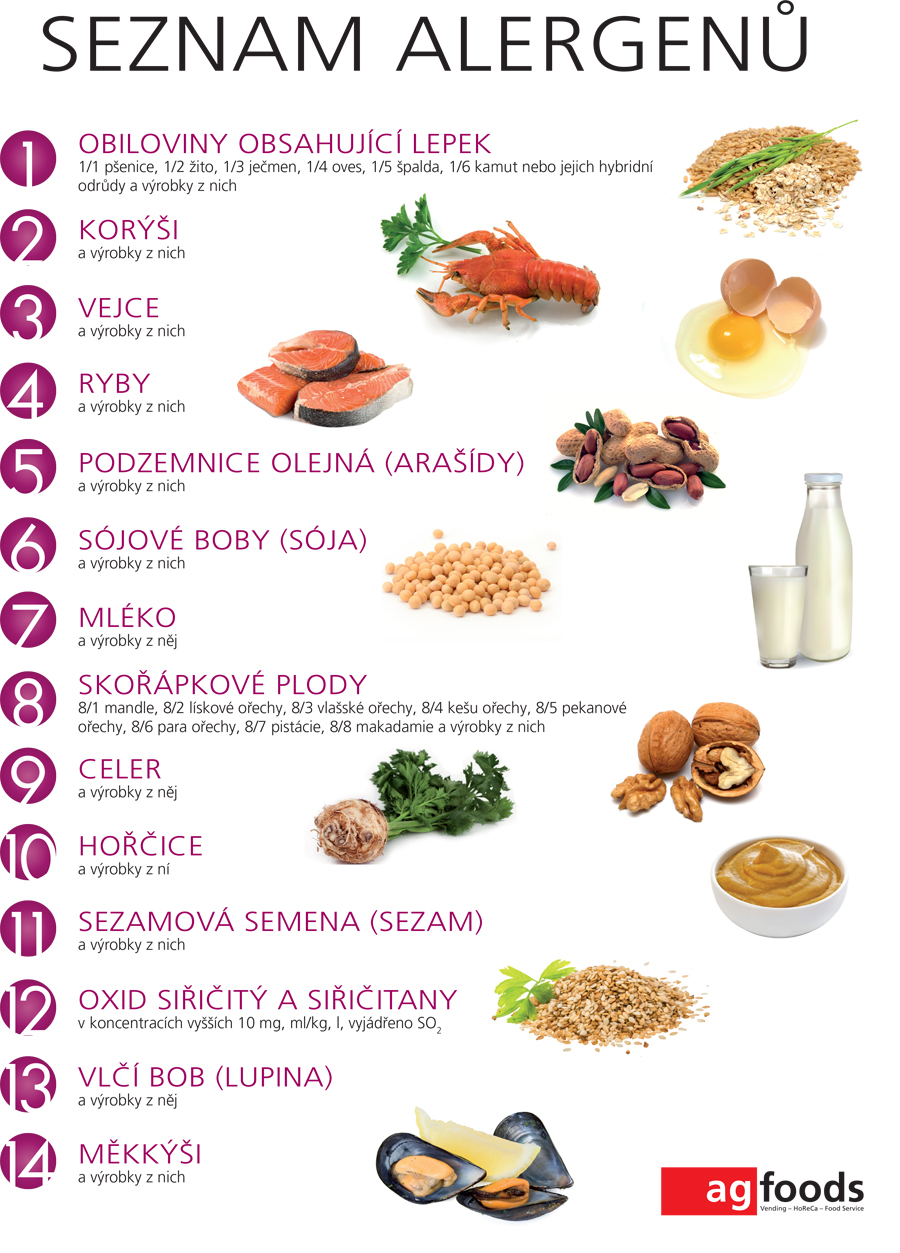 SEZNAM ALERGENŮ
1
OBILOVINY OBSAHUJÍCÍ LEPEK
1/1 pšenice, 1/2 žito, 1/3 ječmen, 1/4 oves, 1/5 špalda, 1/6 kamut nebo jejich hybridní
odrůdy a výrobky z nich
2
KORÝŠI
a výrobky z nich
3
VEJCE
a výrobky z nich
4
RYBY
a výrobky z nich
5
PODZEMNICE OLEJNÁ (ARAŠÍDY)
a výrobky z nich
6
SÓJOVÉ BOBY (SÓJA)
a výrobky z nich
7
MLÉKO
a výrobky z něj
8
SKOŘÁPKOVÉ PLODY
8/1 mandle, 8/2 lískové ořechy, 8/3 vlašské ořechy, 8/4 kešu ořechy, 8/5 pekanové
ořechy, 8/6 para ořechy, 8/7 pistácie, 8/8 makadamie a výrobky z nich
9
CELER
a výrobky z něj
10
HOŘČICE
a výrobky z ní
11
SEZAMOVÁ SEMENA (SEZAM)
a výrobky z nich
12
OXID SIŘIČITÝ A SIŘIČITANY
v koncentracích vyšších 10 mg, ml/kg, l, vyjádřeno SO2
13
VLČÍ BOB (LUPINA)
a výrobky z něj
14
MĚKKÝŠI
a výrobky z nich
agfoods
Vending – HoReCa – Food Service